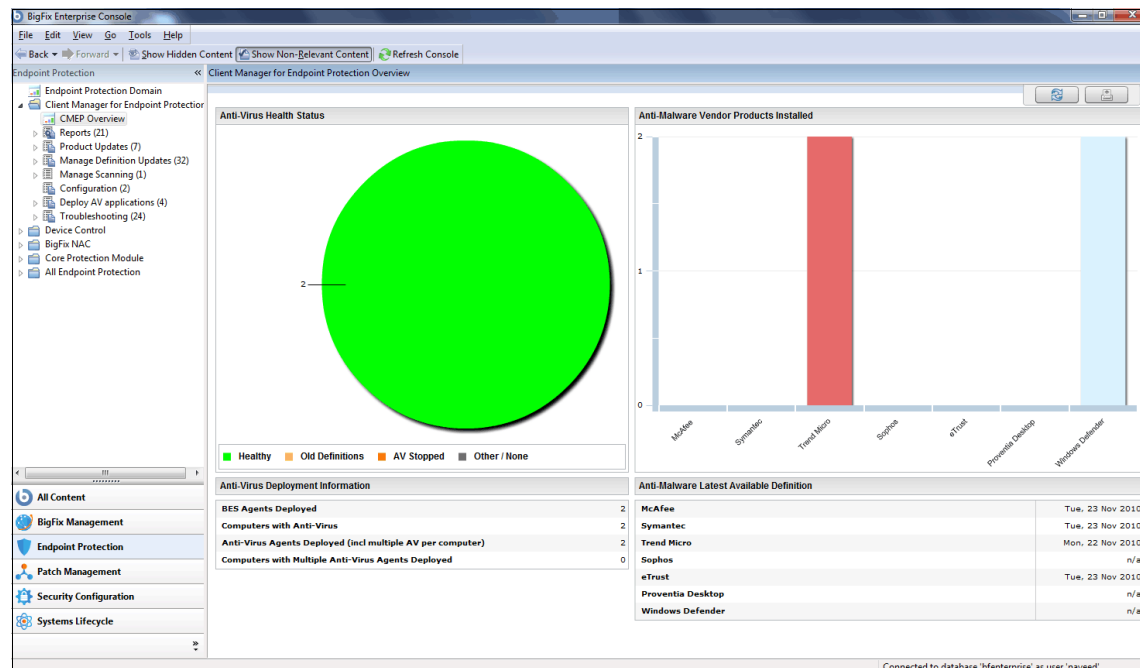 BigFix Enterprise Console
File Edit View Go Tools Help
Back Forward Show Hidden Content Show Non-Relevant Content Refresh Console
Endpoint Protection «
Endpoint Protection Domain
Client Manager for Endpoint Protection
CMEP Overview
Reports (21)
Product Updates (7)
Manage Definition Updates (32)
Manage Scanning (1)
Configuration (2)
Deploy AV applications (4)
Troubleshooting (24)
Device Control
BigFix NAC
Core Protection Module
All Endpoint Protection
All Content
BigFix Management
Endpoint Protection
Patch Management
Security Configuration
Systems Lifecycle
»
Client Manager for Endpoint Protection Overview
Anti-Virus Health Status
2
Healthy Old Definitions AV Stopped Other / None
Anti-Malware Vendor Products Installed
2
1
0
McAfee
Symantec
Trend Micro
Sophos
eTrust
Proventia Desktop
Windows Defender
Anti-Virus Deployment Information
BES Agents Deployed 2
Computers with Anti-Virus 2
Anti-Virus Agents Deployed (incl multiple AV per computer) 2
Computers with Multiple Anti-Virus Agents Deployed 0
Anti-Malware Latest Available Definition
McAfee Tue, 23 Nov 2010
Symantec Tue, 23 Nov 2010
Trend Micro Mon, 22 Nov 2010
Sophos n/a
eTrust Tue, 23 Nov 2010
Proventia Desktop n/a
Windows Defender n/a
Connected to database 'bfenterprise' as user 'naveed'